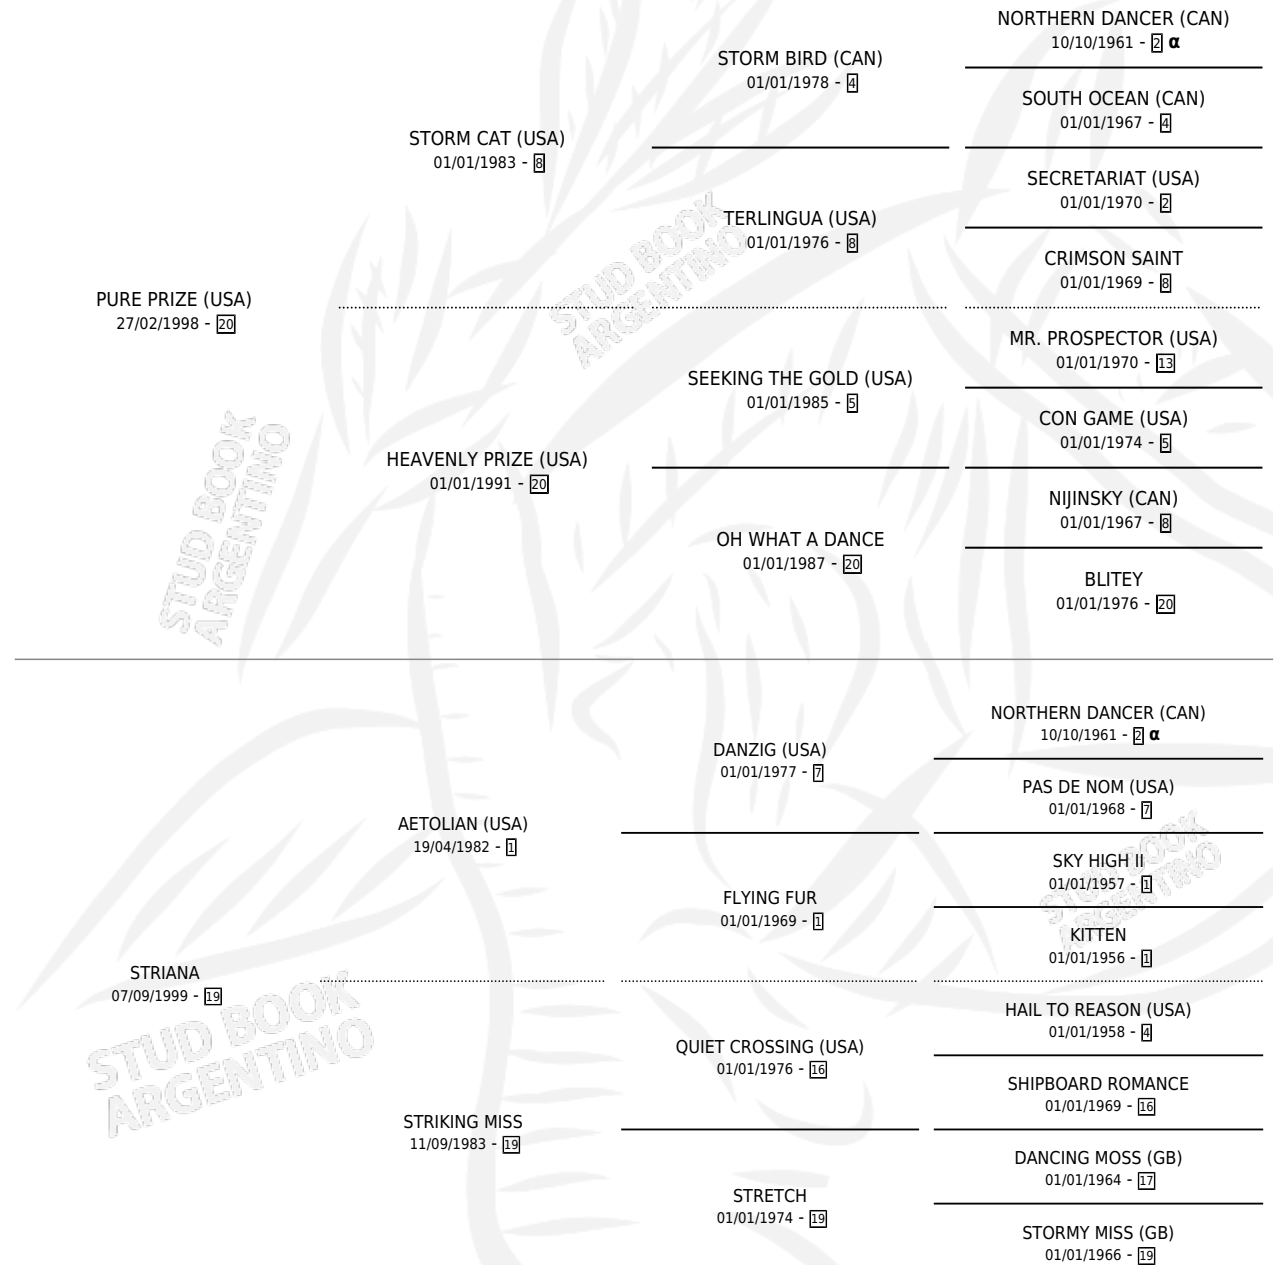 NORTHERN DANCER (CAN)
10/10/1961 - 2 α
STORM BIRD (CAN)
01/01/1978 - 4
SOUTH OCEAN (CAN)
01/01/1967 - 4
STORM CAT (USA)
01/01/1983 - 8
SECRETARIAT (USA)
01/01/1970 - 2
TERLINGUA (USA)
01/01/1976 - 8
CRIMSON SAINT
01/01/1969 - 8
PURE PRIZE (USA)
27/02/1998 - 20
STUD BOOK
ARGENTINO
MR. PROSPECTOR (USA)
01/01/1970 - 13
SEEKING THE GOLD (USA)
01/01/1985 - 5
CON GAME (USA)
01/01/1974 - 5
HEAVENLY PRIZE (USA)
01/01/1991 - 20
NIJINSKY (CAN)
01/01/1967 - 8
OH WHAT A DANCE
01/01/1987 - 20
BLITEY
01/01/1976 - 20
STUD BOOK
ARGENTINO
NORTHERN DANCER (CAN)
10/10/1961 - 2 α
DANZIG (USA)
01/01/1977 - 7
PAS DE NOM (USA)
01/01/1968 - 7
AETOLIAN (USA)
19/04/1982 - 1
SKY HIGH II
01/01/1957 - 1
STUD BOOK
ARGENTINO
FLYING FUR
01/01/1969 - 1
KITTEN
01/01/1956 - 1
STRIANA
07/09/1999 - 19
STUD BOOK
ARGENTINO
HAIL TO REASON (USA)
01/01/1958 - 4
QUIET CROSSING (USA)
01/01/1976 - 16
SHIPBOARD ROMANCE
01/01/1969 - 16
STRIKING MISS
11/09/1983 - 19
DANCING MOSS (GB)
01/01/1964 - 17
STRETCH
01/01/1974 - 19
STORMY MISS (GB)
01/01/1966 - 19